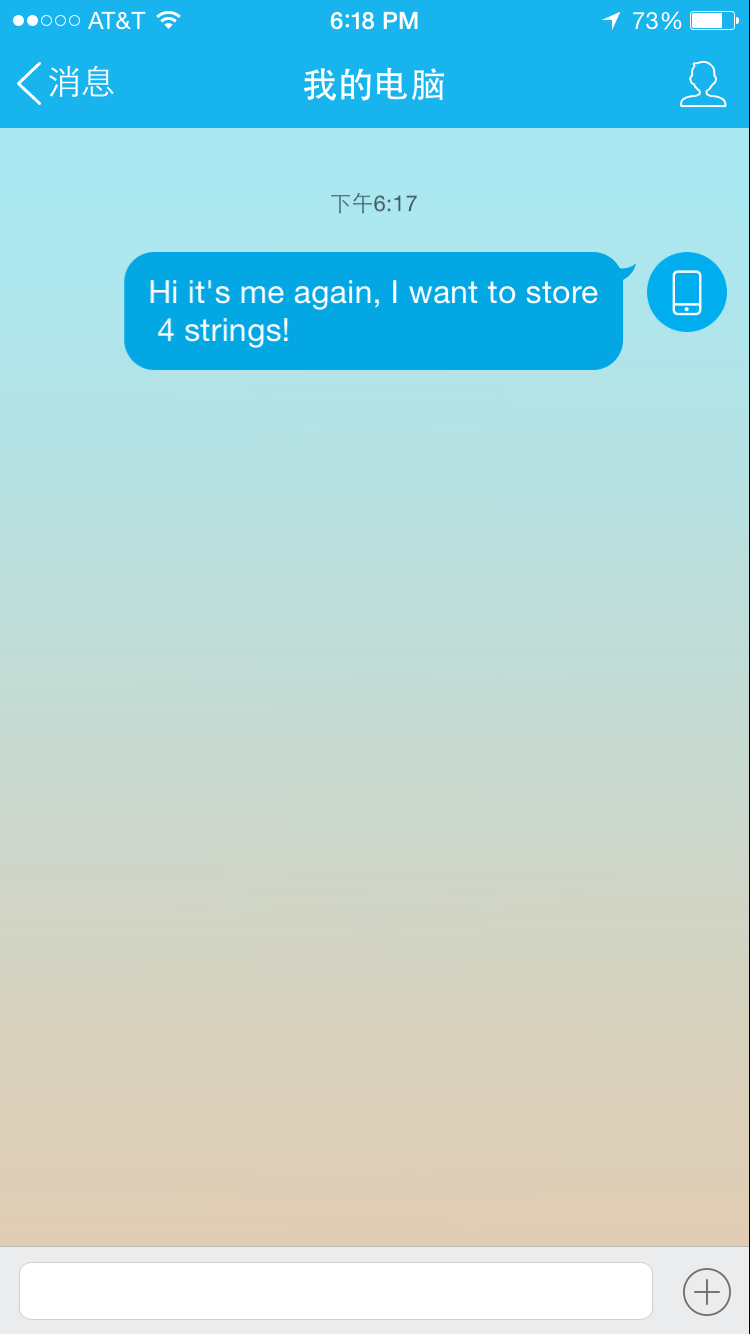 AT&T 6:18 PM 73%
消息 我的电脑
下午6:17
Hi it's me again, I want to store
4 strings!